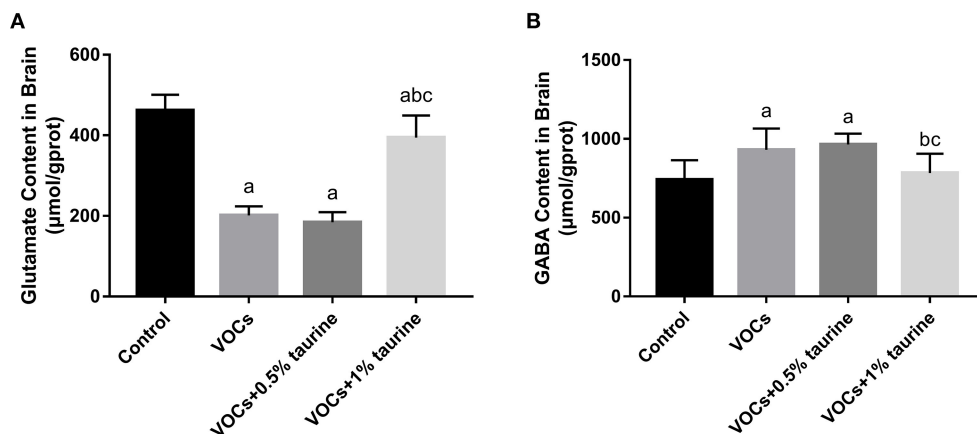 A
Glutamate Content in Brain
(μmol/gprot)
600
400
200
0
a
a
abc
Control
VOCs
VOCs+0.5% taurine
VOCs+1% taurine
B
GABA Content in Brain
(μmol/gprot)
1500
1000
500
0
a
a
bc
Control
VOCs
VOCs+0.5% taurine
VOCs+1% taurine